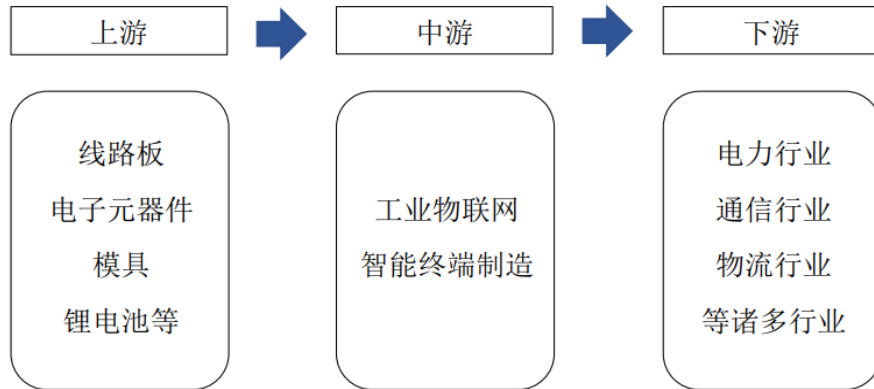 上游
中游
下游
线路板
电子元器件
模具
锂电池等
工业物联网
智能终端制造
电力行业
通信行业
物流行业
等诸多行业